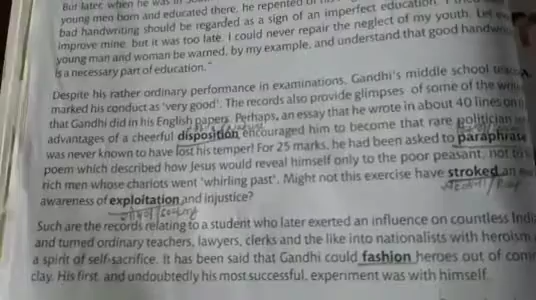 But later when he was in
young men born and educated there, he repented
bad handwriting should be regarded as a sign of an imperfect education. I tried
improve mine, but it was too late. I could never repair the neglect of my youth. Let
young man and woman be warned, by my example, and understand that good
is a necessary part of education."
Despite his rather ordinary performance in examinations, Gandhi's middle school
marked his conduct as 'very good'. The records also provide glimpses of some of the
that Gandhi did in his English papers. Perhaps, an essay that he wrote in about 40 lines on
advantages of a cheerful disposition encouraged him to become that rare politician
was never known to have lost his temper! For 25 marks, he had been asked to paraphrase
poem which described how Jesus would reveal himself only to the poor peasant, not
rich men whose chariots went 'whirling past'. Might not this exercise have stroked an
awareness of exploitation and injustice?
Such are the records relating to a student who later exerted an influence on countless
and turned ordinary teachers, lawyers, clerks and the like into nationalists with heroism
a spirit of self-sacrifice. It has been said that Gandhi could fashion heroes out of
clay. His first, and undoubtedly his most successful, experiment was with himself.